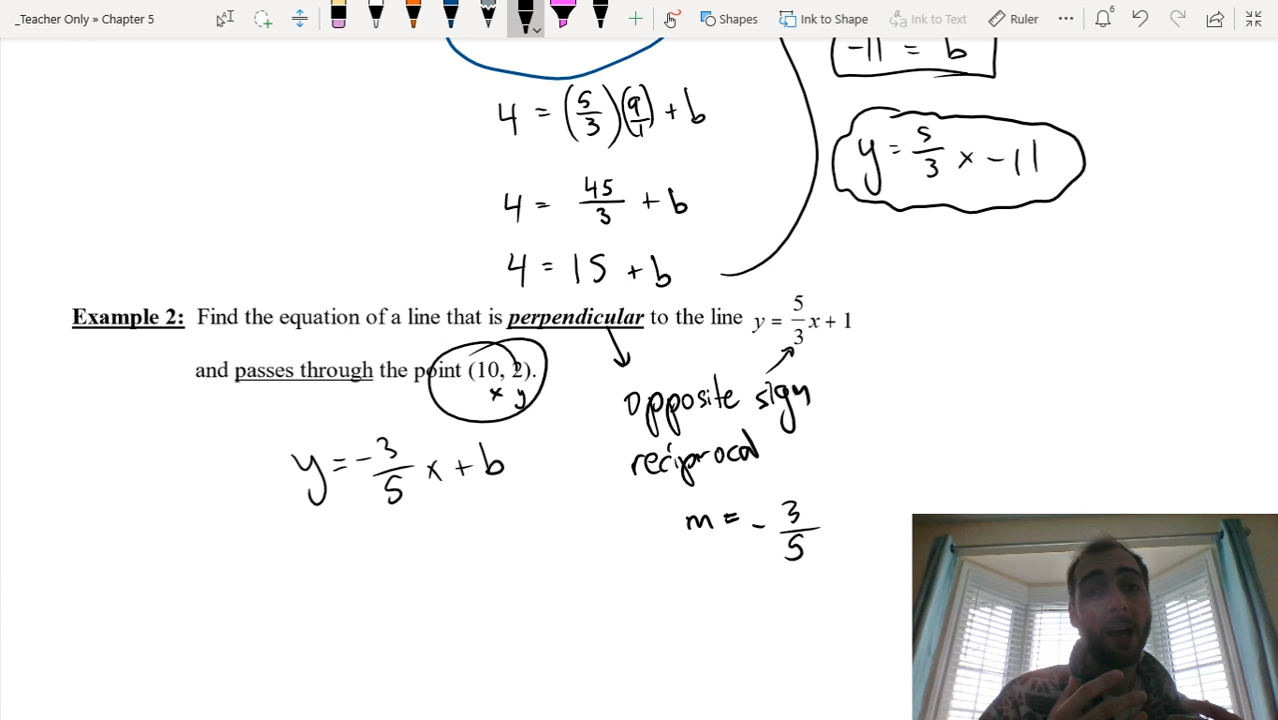 _Teacher Only » Chapter 5
Shapes
Ink to Shape
Ink to Text
Ruler
6
-11 = b
4 = (5/3)(9/1) + b
y = 5/3 x - 11
4 = 45/3 + b
4 = 15 + b
Example 2: Find the equation of a line that is perpendicular to the line y = 5/3 x + 1
and passes through the point (10, 2).
x y
opposite sign
reciprocal
y = -3/5 x + b
m = - 3/5